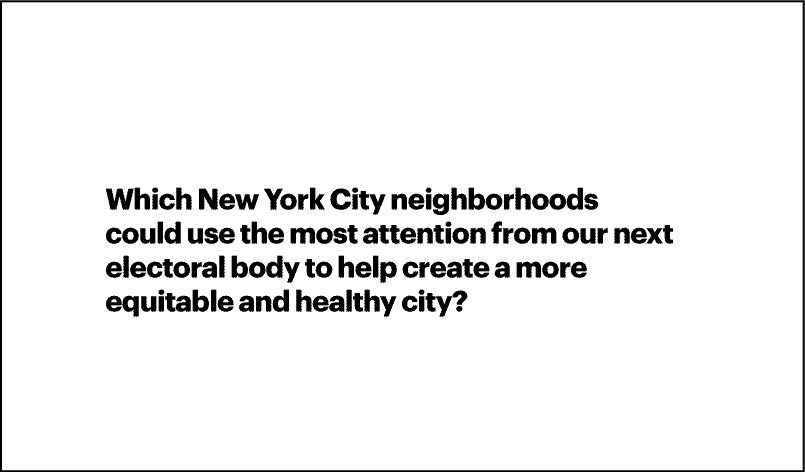 Which New York City neighborhoods
could use the most attention from our next
electoral body to help create a more
equitable and healthy city?